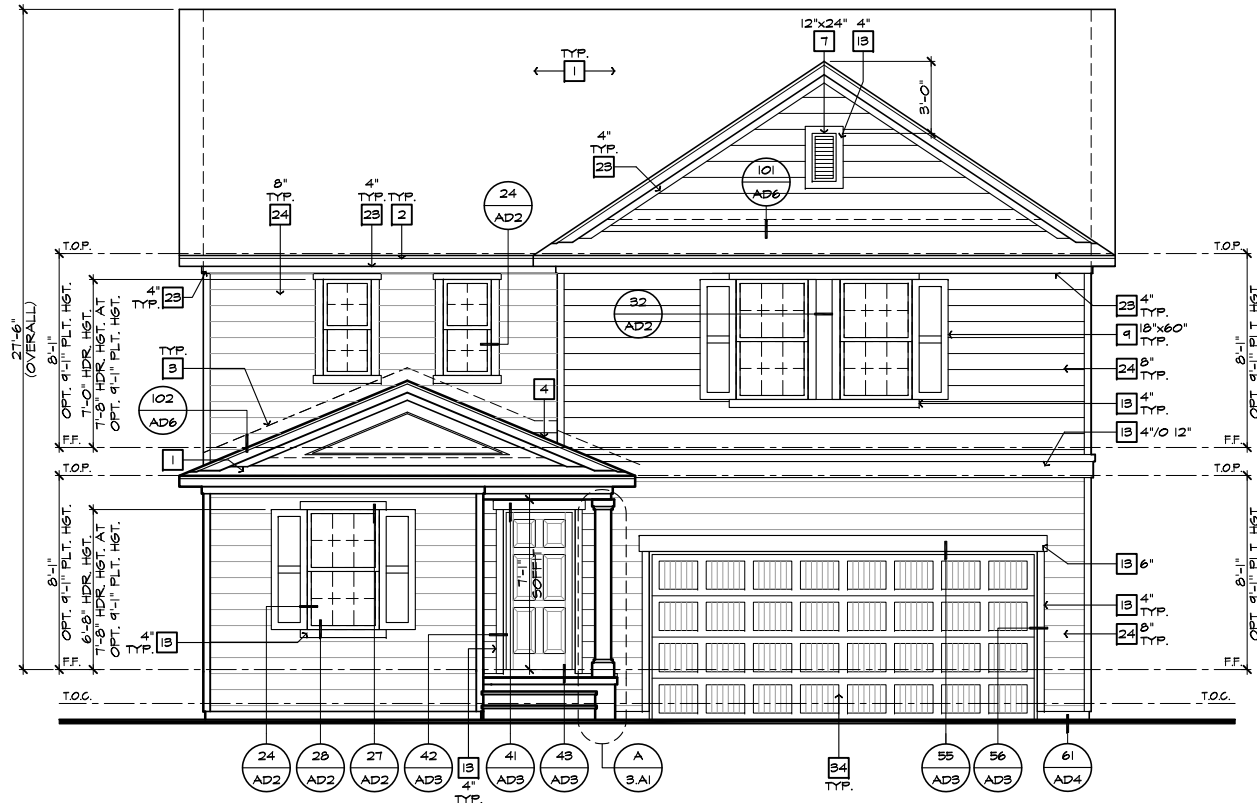 12"x24" 4"
7 13
TYP.
1
3'-0"
4"
TYP.
23
101
AD6
8"
TYP.
24
4"
TYP.
23
TYP.
2
24
AD2
T.O.P.
T.O.P.
4"
TYP.
23
32
AD2
23 4"
TYP.
9 18"x60"
24 8"
TYP.
13 4"
TYP.
13 4"/O 12"
TYP.
3
4
102
AD6
27'-6"
(OVERALL)
8'-1"
OPT. 9'-1" PLT. HGT.
7'-0" HDR. HGT.
7'-8" HDR. HGT. AT
OPT. 9'-1" PLT. HGT.
8'-1"
OPT. 9'-1" PLT. HGT.
F.F.
F.F.
T.O.P.
T.O.P.
1
8'-1"
OPT. 9'-1" PLT. HGT.
6'-8" HDR. HGT.
7'-8" HDR. HGT. AT
OPT. 9'-1" PLT. HGT.
7'-1"
SOFFIT
8'-1"
OPT. 9'-1" PLT. HGT.
13 6"
13 4"
TYP.
24 8"
TYP.
4"
TYP.
13
F.F.
F.F.
T.O.C.
T.O.C.
24
AD2
28
AD2
27
AD2
42
AD3
13
4"
TYP.
41
AD3
43
AD3
A
3.A1
34
TYP.
55
AD3
56
AD3
61
AD4